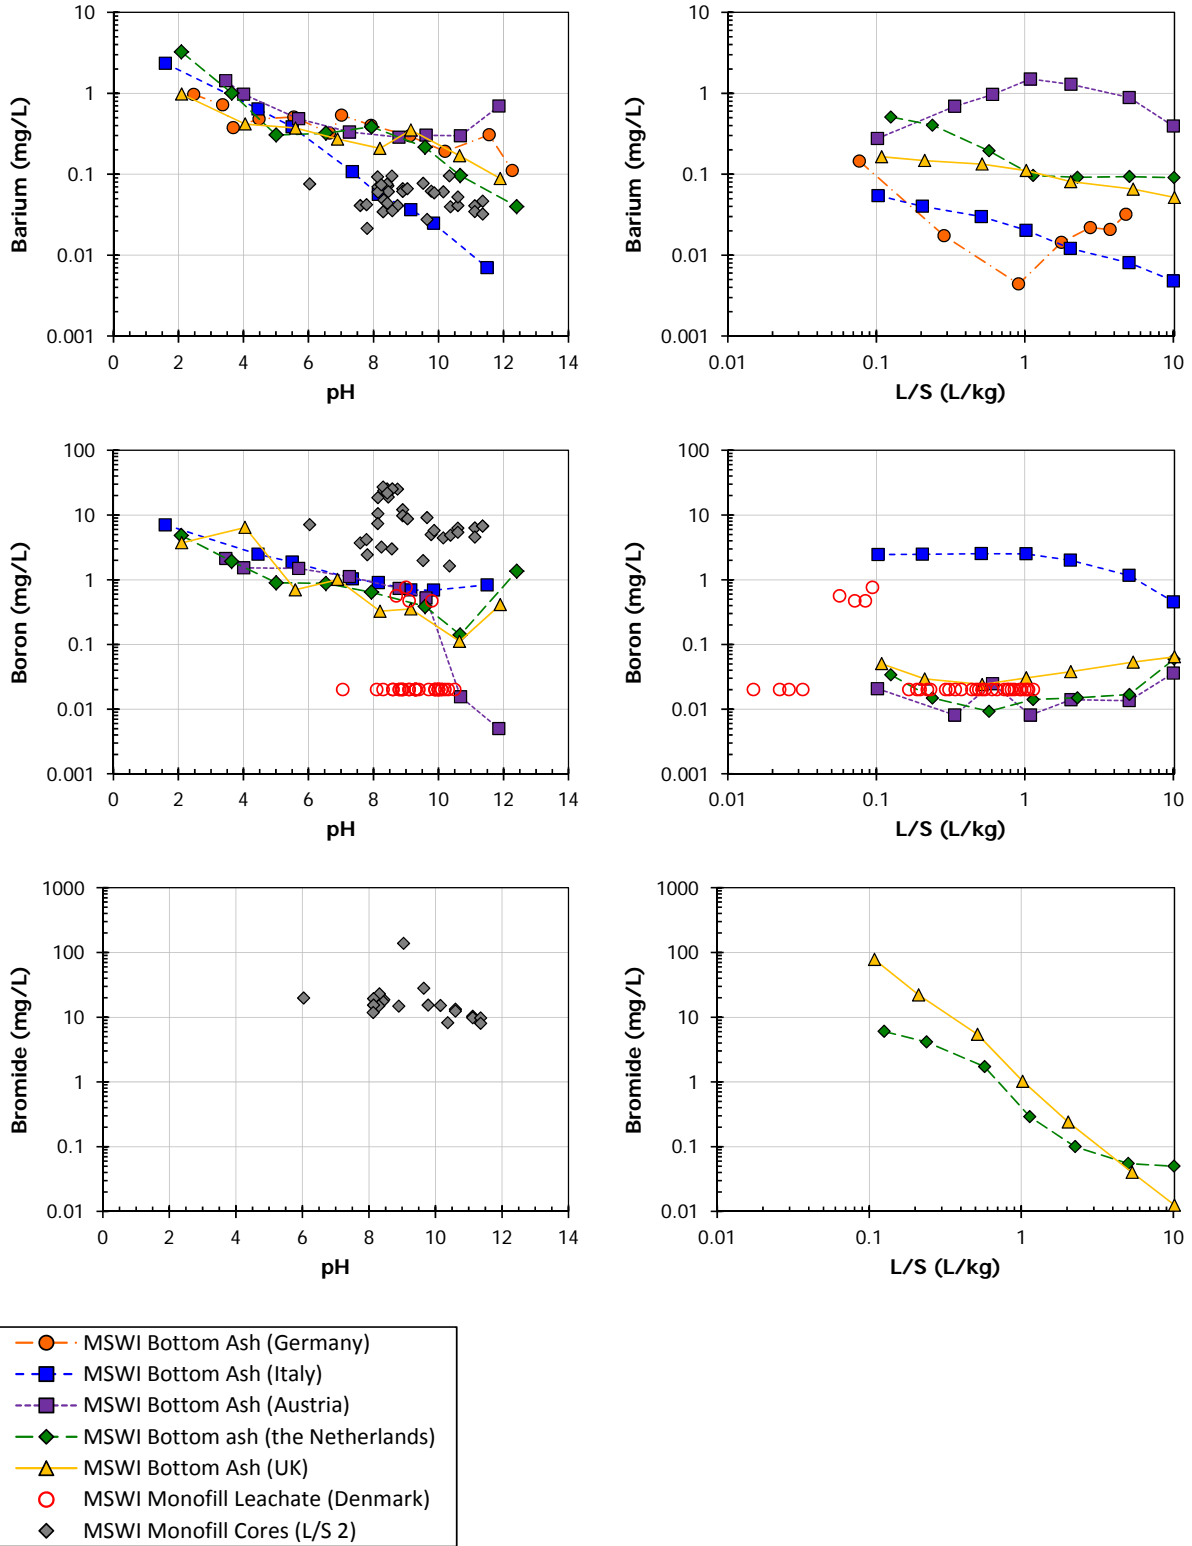 10
1
0.1
0.01
0.001
Barium (mg/L)
0 2 4 6 8 10 12 14
pH
10
1
0.1
0.01
0.001
Barium (mg/L)
0.01 0.1 1 10
L/S (L/kg)
100
10
1
0.1
0.01
0.001
Boron (mg/L)
0 2 4 6 8 10 12 14
pH
100
10
1
0.1
0.01
0.001
Boron (mg/L)
0.01 0.1 1 10
L/S (L/kg)
1000
100
10
1
0.1
0.01
Bromide (mg/L)
0 2 4 6 8 10 12 14
pH
1000
100
10
1
0.1
0.01
Bromide (mg/L)
0.01 0.1 1 10
L/S (L/kg)
MSWI Bottom Ash (Germany)
MSWI Bottom Ash (Italy)
MSWI Bottom Ash (Austria)
MSWI Bottom ash (the Netherlands)
MSWI Bottom Ash (UK)
MSWI Monofill Leachate (Denmark)
MSWI Monofill Cores (L/S 2)